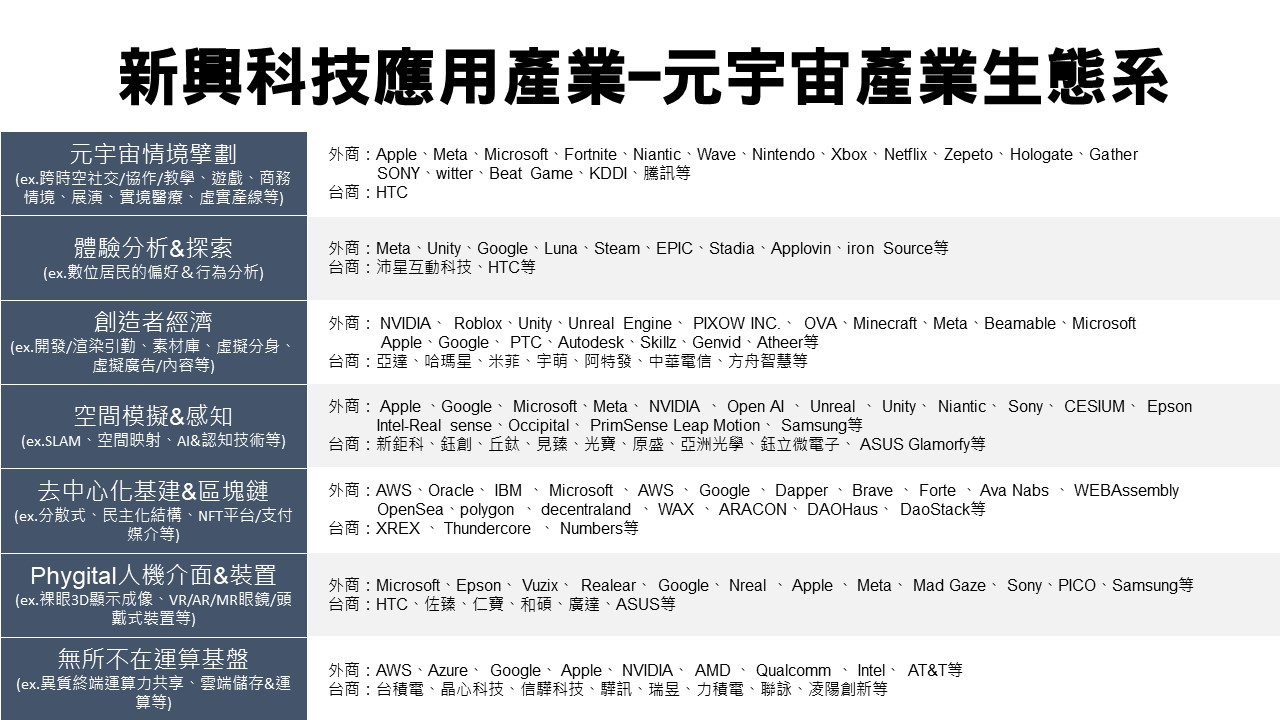 新興科技應用產業-元宇宙產業生態系
元宇宙情境擘劃
(ex.跨時空社交/協作/教學、遊戲、商務
情境、展演、實境醫療、虛實產線等)
外商：Apple、Meta、Microsoft、Fortnite、Niantic、Wave、Nintendo、Xbox、Netflix、Zepeto、Hologate、Gather
SONY、witter、Beat Game、KDDI、騰訊等
台商：HTC
體驗分析&探索
(ex.數位居民的偏好＆行為分析)
外商：Meta、Unity、Google、Luna、Steam、EPIC、Stadia、Applovin、iron Source等
台商：沛星互動科技、HTC等
創造者經濟
(ex.開發/渲染引勤、素材庫、虛擬分身、
虛擬廣告/內容等)
外商： NVIDIA、 Roblox、Unity、Unreal Engine、 PIXOW INC.、 OVA、Minecraft、Meta、Beamable、Microsoft
Apple、Google、 PTC、Autodesk、Skillz、Genvid、Atheer等
台商：亞達、哈瑪星、米菲、宇萌、阿特發、中華電信、方舟智慧等
空間模擬&感知
(ex.SLAM、空間映射、AI&認知技術等)
外商： Apple 、Google、 Microsoft、Meta、 NVIDIA 、 Open AI 、 Unreal 、 Unity、 Niantic、 Sony、 CESIUM、 Epson
Intel-Real sense、Occipital、 PrimSense Leap Motion、 Samsung等
台商：新鉅科、鈺創、丘鈦、見臻、光寶、原盛、亞洲光學、鈺立微電子、 ASUS Glamorfy等
去中心化基建&區塊鏈
(ex.分散式、民主化結構、NFT平台/支付
媒介等)
外商：AWS、Oracle、 IBM 、 Microsoft 、 AWS 、 Google 、 Dapper 、 Brave 、 Forte 、 Ava Nabs 、 WEBAssembly
OpenSea、polygon 、 decentraland 、 WAX 、 ARACON、 DAOHaus、 DaoStack等
台商：XREX 、 Thundercore 、 Numbers等
Phygital人機介面&裝置
(ex.裸眼3D顯示成像、VR/AR/MR眼鏡/頭
戴式裝置等)
外商：Microsoft、Epson、 Vuzix、 Realear、 Google、 Nreal 、 Apple 、 Meta、 Mad Gaze、 Sony、PICO、Samsung等
台商：HTC、佐臻、仁寶、和碩、廣達、ASUS等
無所不在運算基盤
(ex.異質終端運算力共享、雲端儲存&運
算等)
外商：AWS、Azure、 Google、 Apple、 NVIDIA、 AMD 、 Qualcomm 、 Intel、 AT&T等
台商：台積電、晶心科技、信驊科技、驊訊、瑞昱、力積電、聯詠、凌陽創新等